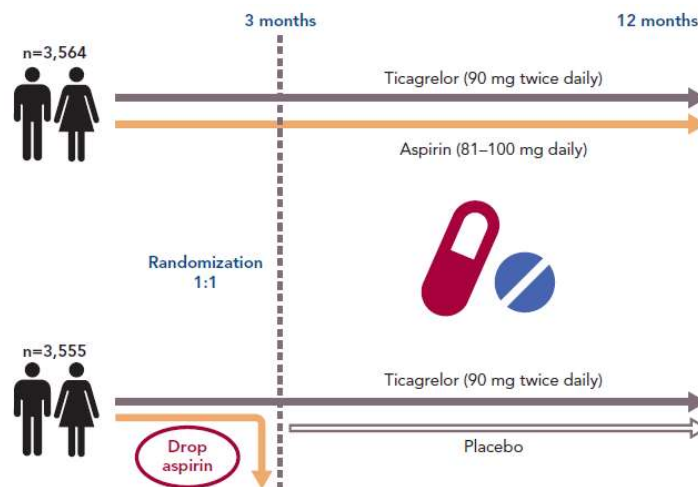 3 months
12 months
n=3,564
Ticagrelor (90 mg twice daily)
Aspirin (81–100 mg daily)
Randomization
1:1
n=3,555
Ticagrelor (90 mg twice daily)
Placebo
Drop
aspirin